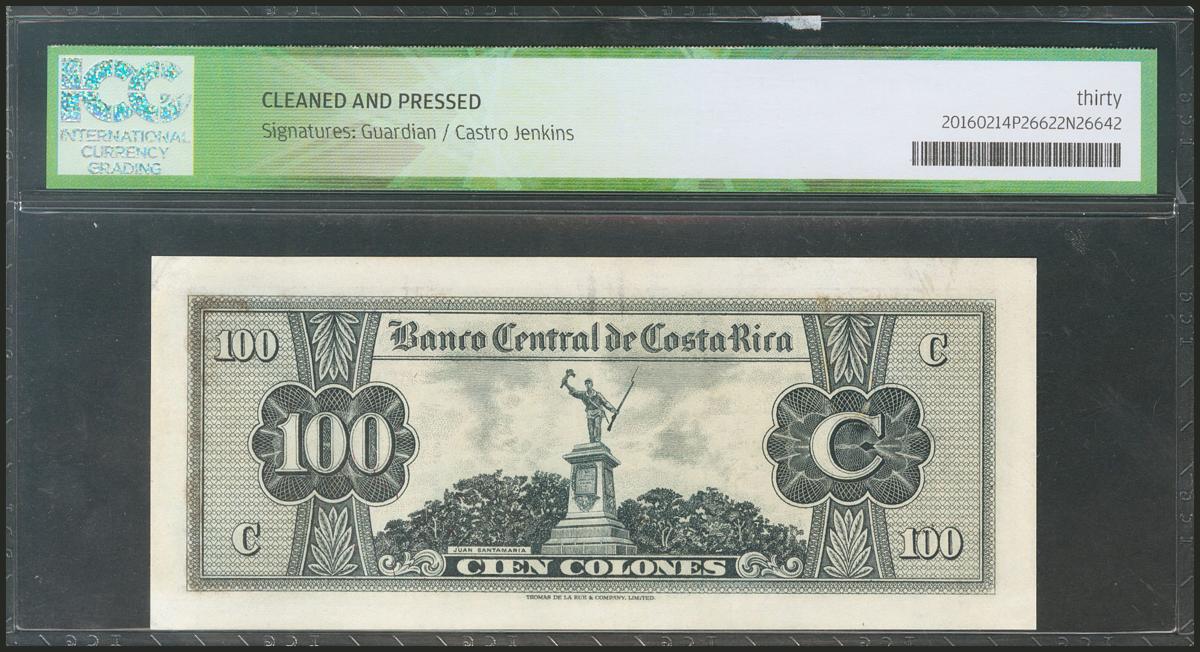 ICG
INTERNATIONAL
CURRENCY
GRADING
CLEANED AND PRESSED
Signatures: Guardian / Castro Jenkins
thirty
20160214P26622N26642
100
Banco Central de Costa Rica
C
100
C
C
100
JUAN SANTAMARIA
CIEN COLONES
THOMAS DE LA RUE & COMPANY, LIMITED.